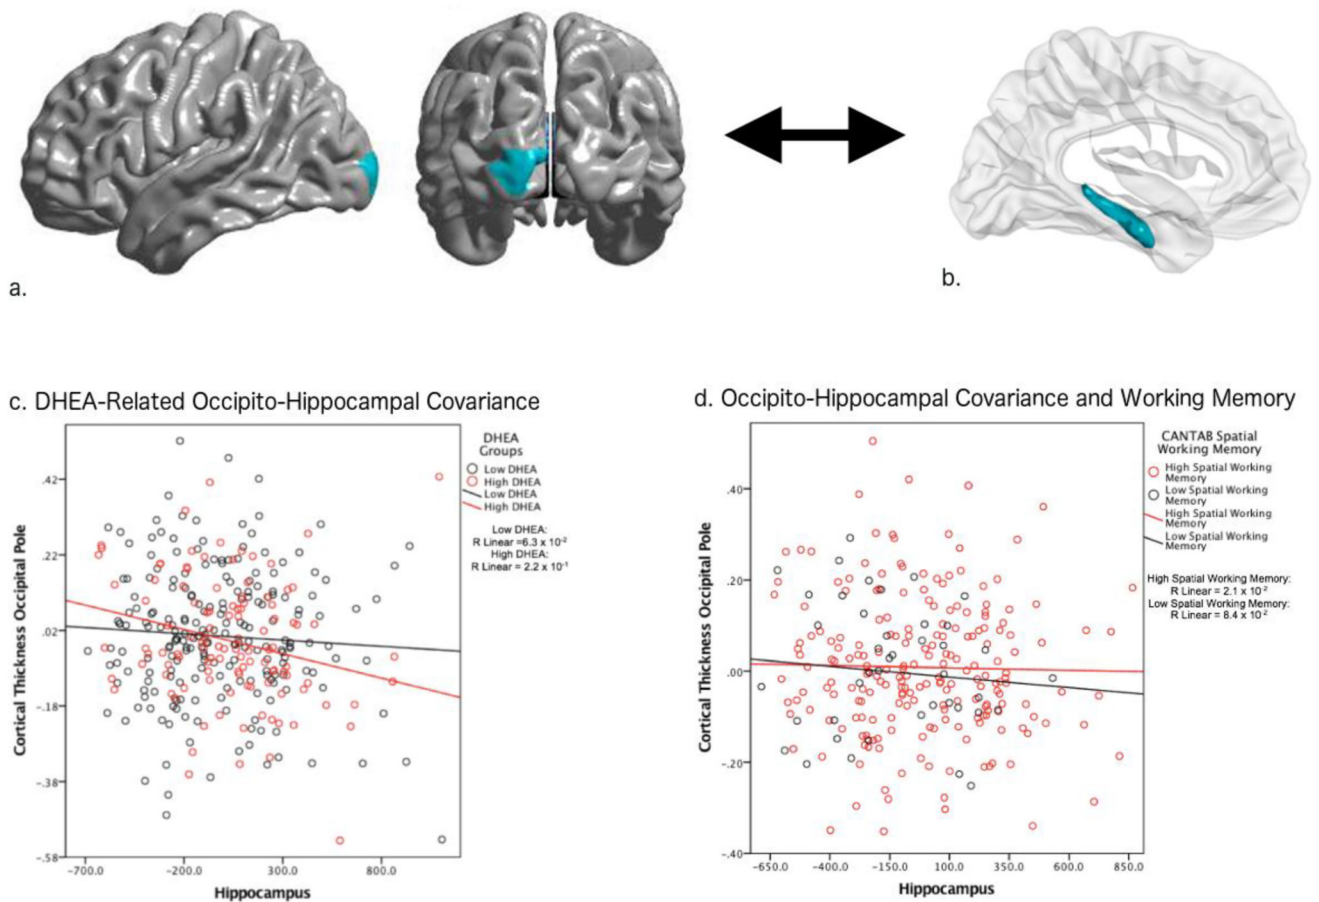 a.
b.
c. DHEA-Related Occipito-Hippocampal Covariance
d. Occipito-Hippocampal Covariance and Working Memory
Cortical Thickness Occipital Pole
.42
.22
.02
-.18
-.38
-.58
-700.0
-200.0
300.0
800.0
Hippocampus
DHEA
Groups
Low DHEA
High DHEA
Low DHEA
High DHEA
Low DHEA:
R Linear =6.3 x 10-2
High DHEA:
R Linear = 2.2 x 10-1
Cortical Thickness Occipital Pole
.40
.20
.00
-.20
-.40
-650.0
-400.0
-150.0
100.0
350.0
600.0
850.0
Hippocampus
CANTAB Spatial
Working Memory
High Spatial Working
Memory
Low Spatial Working
Memory
High Spatial Working
Memory
Low Spatial Working
Memory
High Spatial Working Memory:
R Linear = 2.1 x 10-2
Low Spatial Working Memory:
R Linear = 8.4 x 10-2